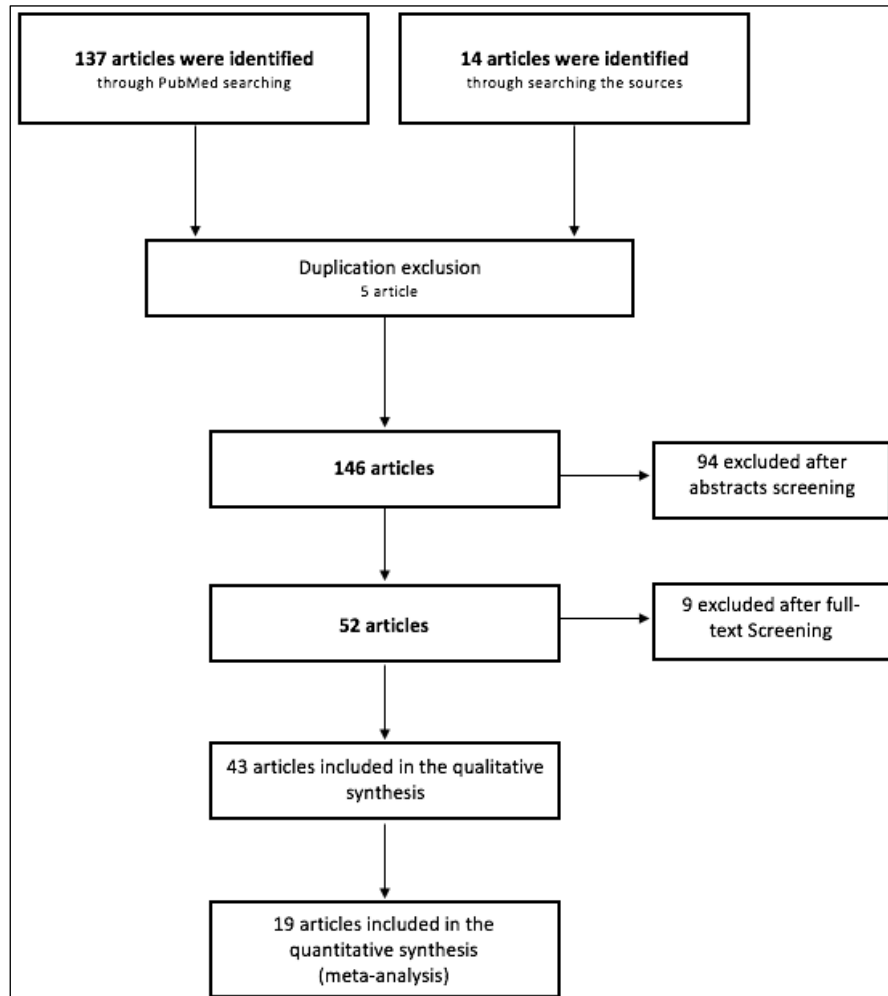 137 articles were identified
through PubMed searching
14 articles were identified
through searching the sources
Duplication exclusion
5 article
146 articles
94 excluded after
abstracts screening
52 articles
9 excluded after full-
text Screening
43 articles included in the qualitative
synthesis
19 articles included in the
quantitative synthesis
(meta-analysis)